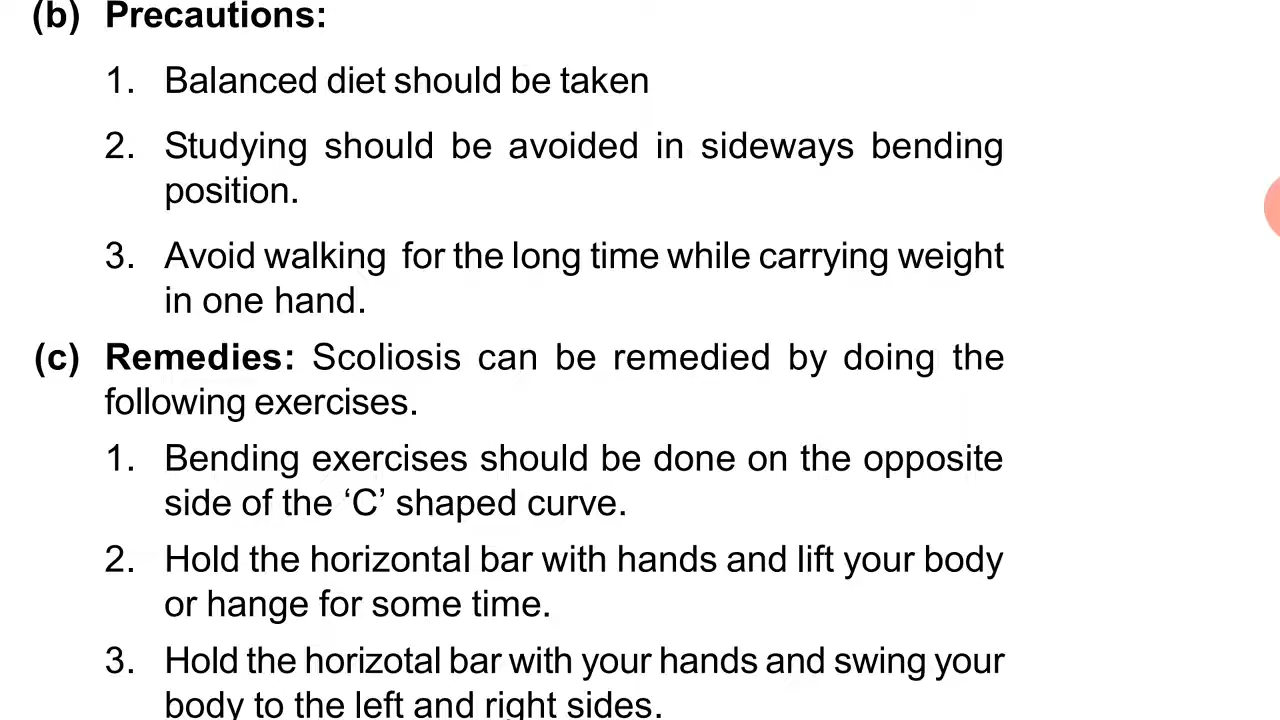 (b) Precautions:
1. Balanced diet should be taken
2. Studying should be avoided in sideways bending
position.
3. Avoid walking for the long time while carrying weight
in one hand.
(c) Remedies: Scoliosis can be remedied by doing the
following exercises.
1. Bending exercises should be done on the opposite
side of the ‘C’ shaped curve.
2. Hold the horizontal bar with hands and lift your body
or hange for some time.
3. Hold the horizotal bar with your hands and swing your
body to the left and right sides.